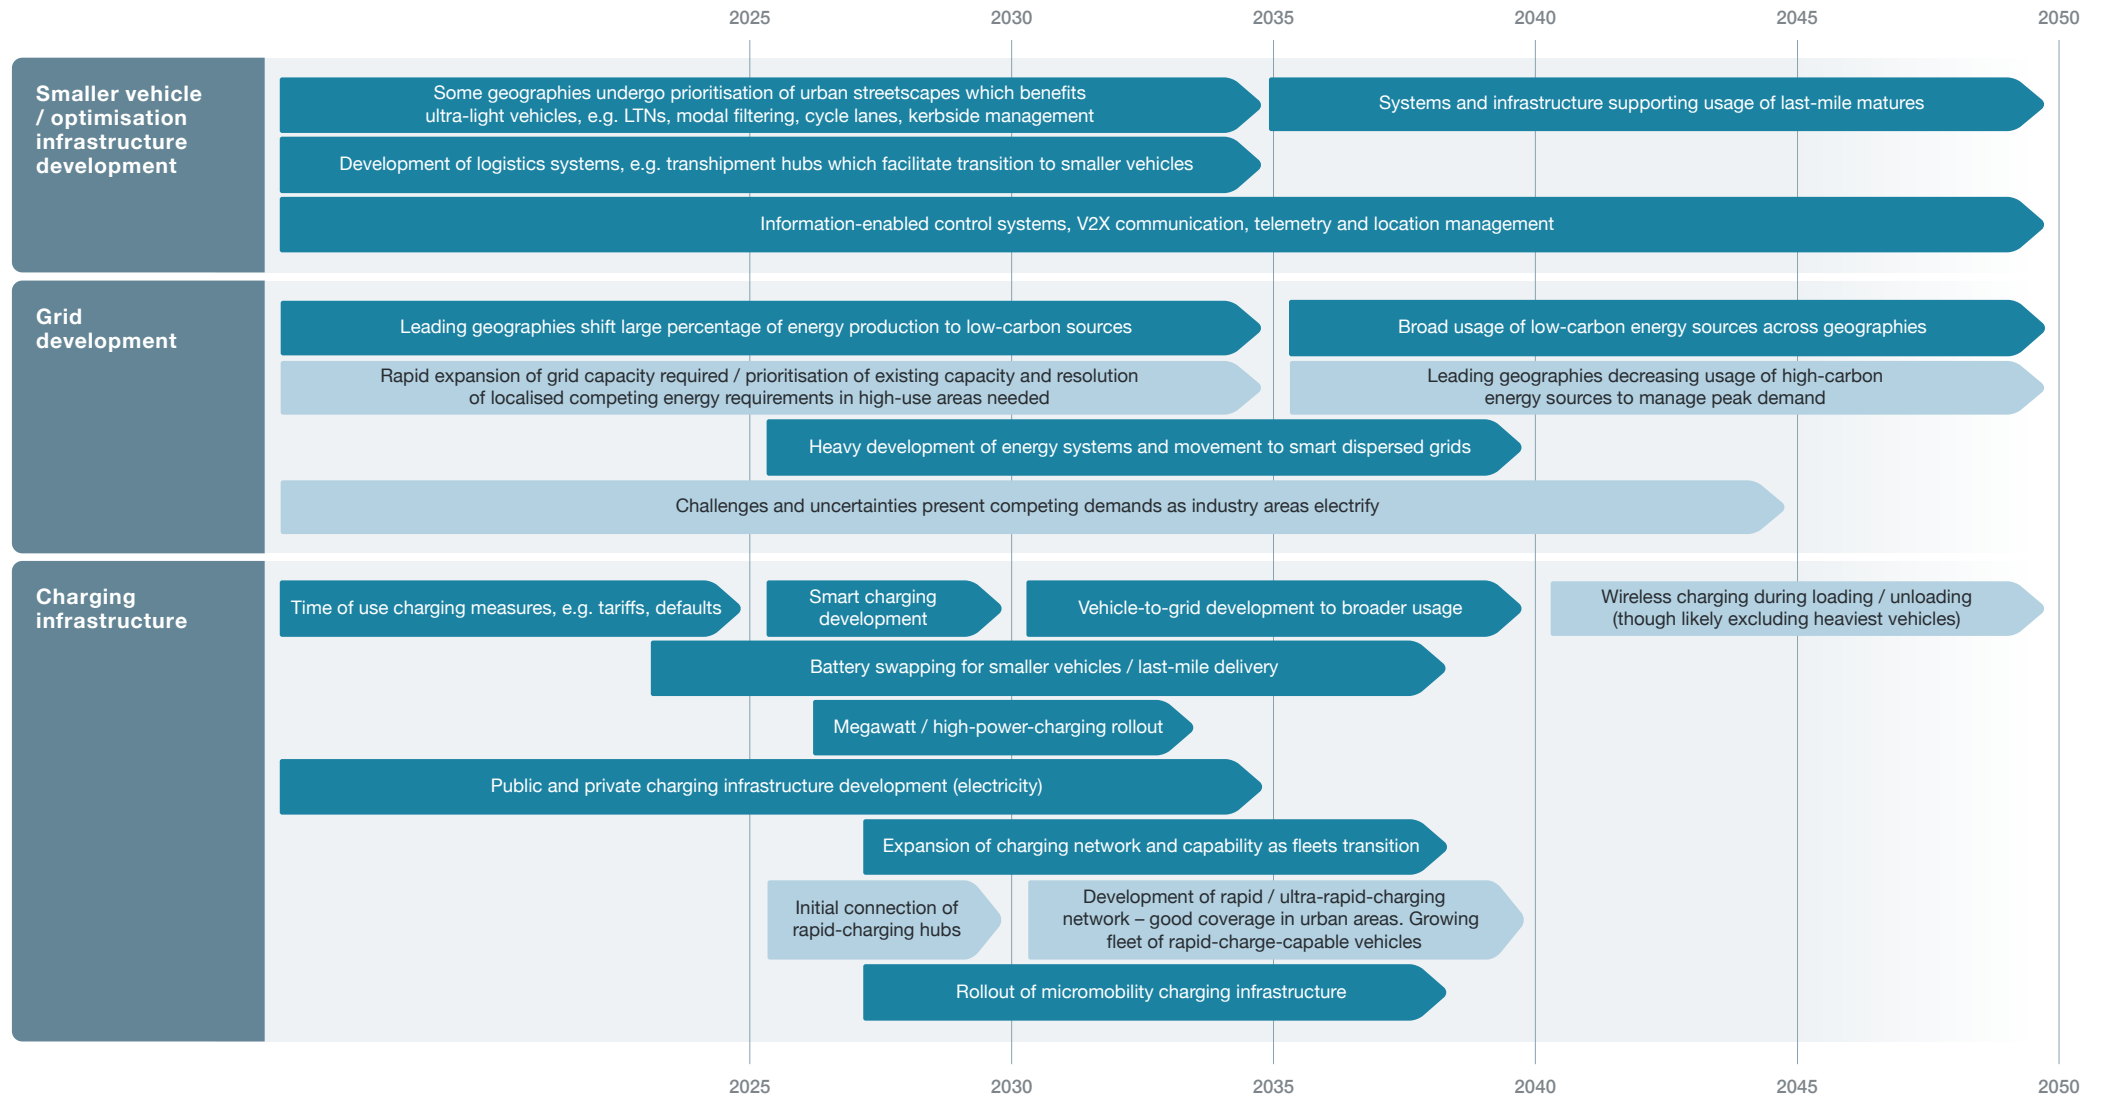 2025 2030 2035 2040 2045 2050
Smaller vehicle
/ optimisation
infrastructure
development
Some geographies undergo prioritisation of urban streetscapes which benefits
ultra-light vehicles, e.g. LTNs, modal filtering, cycle lanes, kerbside management
Systems and infrastructure supporting usage of last-mile matures
Development of logistics systems, e.g. transhipment hubs which facilitate transition to smaller vehicles
Information-enabled control systems, V2X communication, telemetry and location management
Grid
development
Leading geographies shift large percentage of energy production to low-carbon sources
Broad usage of low-carbon energy sources across geographies
Rapid expansion of grid capacity required / prioritisation of existing capacity and resolution
of localised competing energy requirements in high-use areas needed
Leading geographies decreasing usage of high-carbon
energy sources to manage peak demand
Heavy development of energy systems and movement to smart dispersed grids
Challenges and uncertainties present competing demands as industry areas electrify
Charging
infrastructure
Time of use charging measures, e.g. tariffs, defaults
Smart charging
development
Vehicle-to-grid development to broader usage
Wireless charging during loading / unloading
(though likely excluding heaviest vehicles)
Battery swapping for smaller vehicles / last-mile delivery
Megawatt / high-power-charging rollout
Public and private charging infrastructure development (electricity)
Expansion of charging network and capability as fleets transition
Initial connection of
rapid-charging hubs
Development of rapid / ultra-rapid-charging
network – good coverage in urban areas. Growing
fleet of rapid-charge-capable vehicles
Rollout of micromobility charging infrastructure
2025 2030 2035 2040 2045 2050